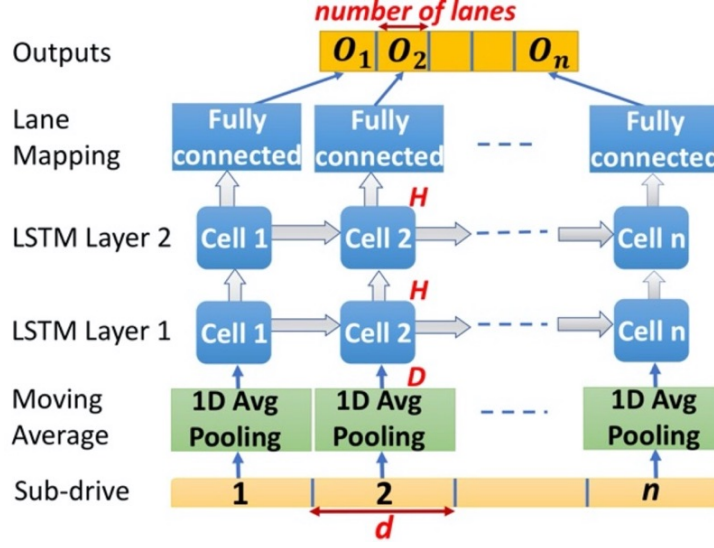 number of lanes
Outputs O₁ O₂ Oₙ
Lane Mapping
Fully connected Fully connected Fully connected
H
LSTM Layer 2 Cell 1 Cell 2 Cell n
H
LSTM Layer 1 Cell 1 Cell 2 Cell n
D
Moving Average
1D Avg Pooling 1D Avg Pooling 1D Avg Pooling
Sub-drive 1 2 n
d